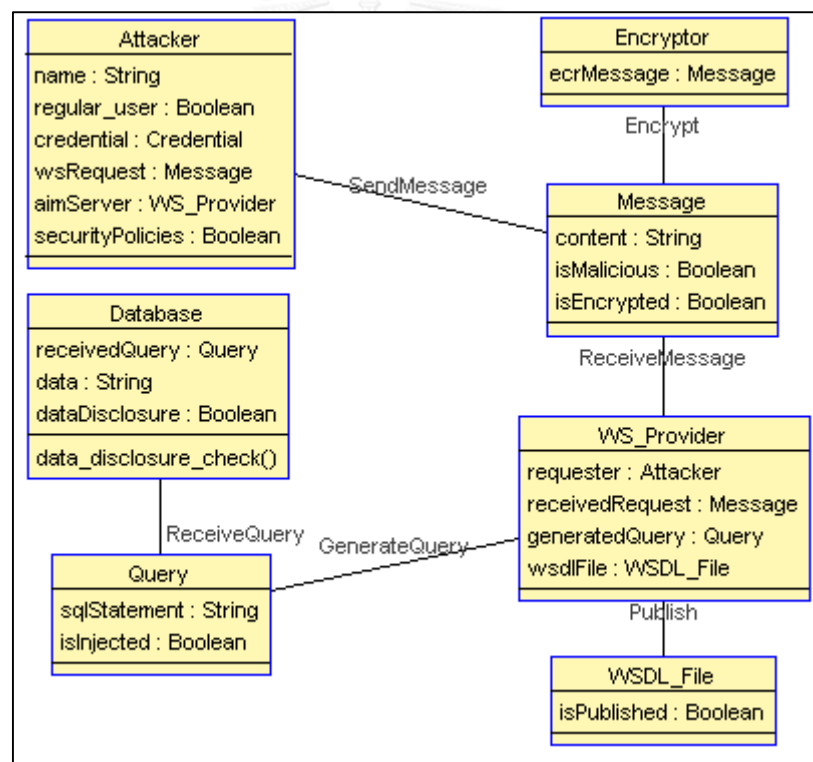 Attacker
name : String
regular_user : Boolean
credential : Credential
wsRequest : Message
aimServer : WS_Provider
securityPolicies : Boolean
Encryptor
ecrMessage : Message
Encrypt
SendMessage
Message
content : String
isMalicious : Boolean
isEncrypted : Boolean
ReceiveMessage
Database
receivedQuery : Query
data : String
dataDisclosure : Boolean
data_disclosure_check()
WS_Provider
requester : Attacker
receivedRequest : Message
generatedQuery : Query
wsdlFile : WSDL_File
ReceiveQuery
GenerateQuery
Query
sqlStatement : String
isInjected : Boolean
Publish
WSDL_File
isPublished : Boolean